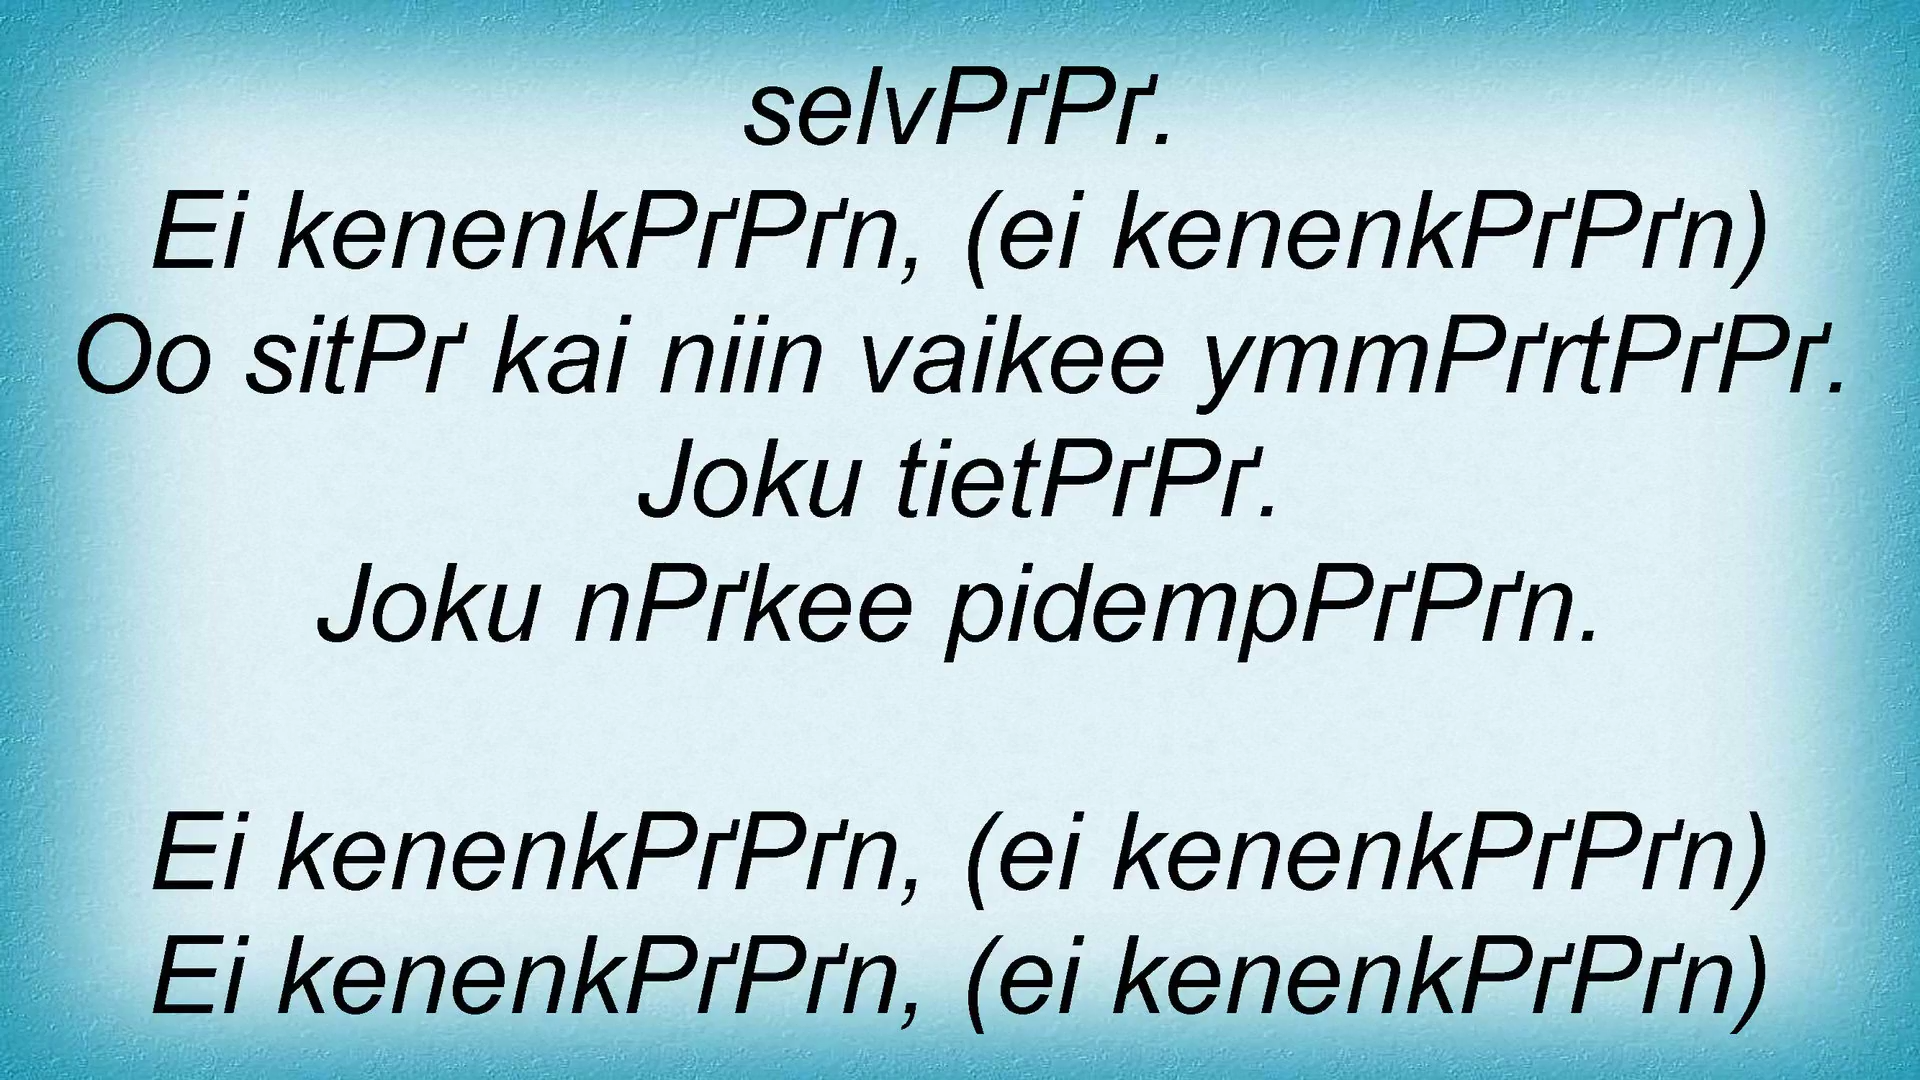 selvPґPґ.
Ei kenenkPґPґn, (ei kenenkPґPґn)
Oo sitPґ kai niin vaikee ymmPґrtPґPґ.
Joku tietPґPґ.
Joku nPґkee pidempPґPґn.
Ei kenenkPґPґn, (ei kenenkPґPґn)
Ei kenenkPґPґn, (ei kenenkPґPґn)